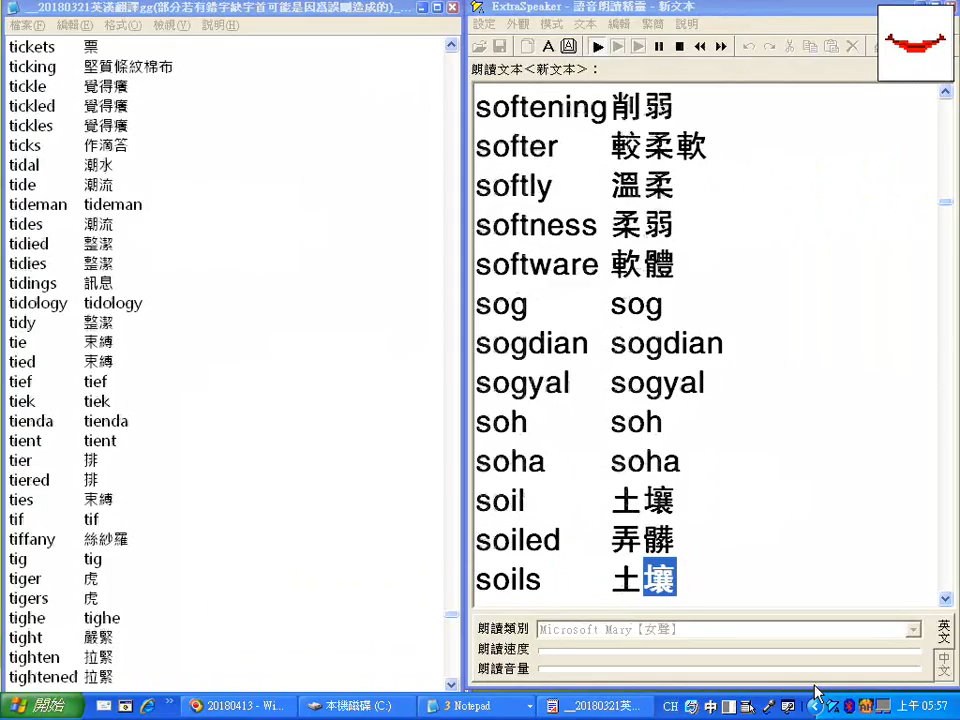 __20180321英漢翻譯gg(部分若有錯字缺字首可能是因爲誤刪造成的)_...
檔案(F) 編輯(E) 格式(O) 檢視(V) 說明(H)
tickets 票
ticking 堅質條紋棉布
tickle 覺得癢
tickled 覺得癢
tickles 覺得癢
ticks 作滴答
tidal 潮水
tide 潮流
tideman tideman
tides 潮流
tidied 整潔
tidies 整潔
tidings 訊息
tidology tidology
tidy 整潔
tie 束縛
tied 束縛
tief tief
tiek tiek
tienda tienda
tient tient
tier 排
tiered 排
ties 束縛
tif tif
tiffany 絲紗羅
tig tig
tiger 虎
tigers 虎
tighe tighe
tight 嚴緊
tighten 拉緊
tightened 拉緊
ExtraSpeaker - 語音朗讀精靈 - 新文本
設定 外觀 模式 文本 編輯 繁簡 說明
朗讀文本<新文本>：
softening 削弱
softer 較柔軟
softly 溫柔
softness 柔弱
software 軟體
sog sog
sogdian sogdian
sogyal sogyal
soh soh
soha soha
soil 土壤
soiled 弄髒
soils 土壤
朗讀類別 Microsoft Mary【女聲】
朗讀速度
朗讀音量
英文
中文
開始 20180413 - Wi... 本機磁碟 (C:) 3 Notepad __20180321英... CH 中 上午 05:57